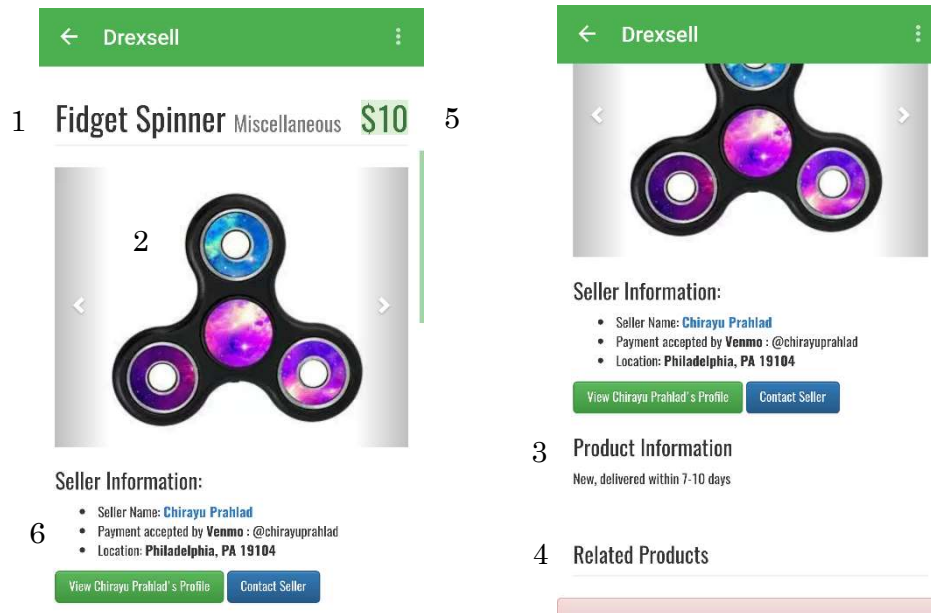 Drexsell
1 Fidget Spinner Miscellaneous $10 5
2
Seller Information:
• Seller Name: Chirayu Prahlad
6 • Payment accepted by Venmo : @chirayuprahlad
• Location: Philadelphia, PA 19104
View Chirayu Prahlad's Profile Contact Seller
Drexsell
Seller Information:
• Seller Name: Chirayu Prahlad
• Payment accepted by Venmo : @chirayuprahlad
• Location: Philadelphia, PA 19104
View Chirayu Prahlad's Profile Contact Seller
3 Product Information
New, delivered within 7-10 days
4 Related Products